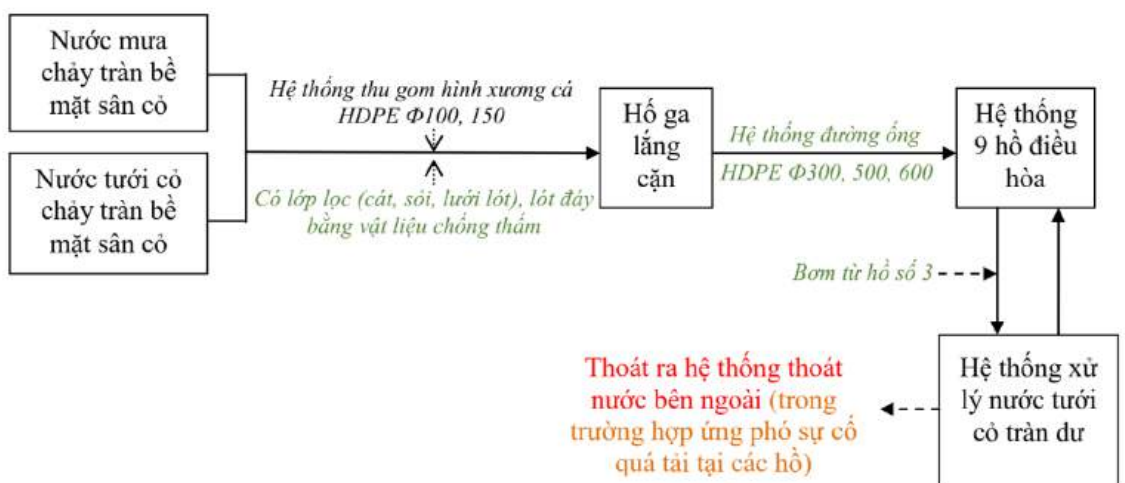 Nước mưa
chảy tràn bề
mặt sân cỏ
Nước tưới cỏ
chảy tràn bề
mặt sân cỏ
Hệ thống thu gom hình xương cá
HDPE Φ100, 150
Có lớp lọc (cát, sỏi, lưới lót), lót đáy
bằng vật liệu chống thấm
Hố ga
lắng
cặn
Hệ thống đường ống
HDPE Φ300, 500, 600
Hệ thống
9 hồ điều
hòa
Bơm từ hồ số 3
Hệ thống xử
lý nước tưới
cỏ tràn dư
Thoát ra hệ thống thoát
nước bên ngoài (trong
trường hợp ứng phó sự cố
quá tải tại các hồ)